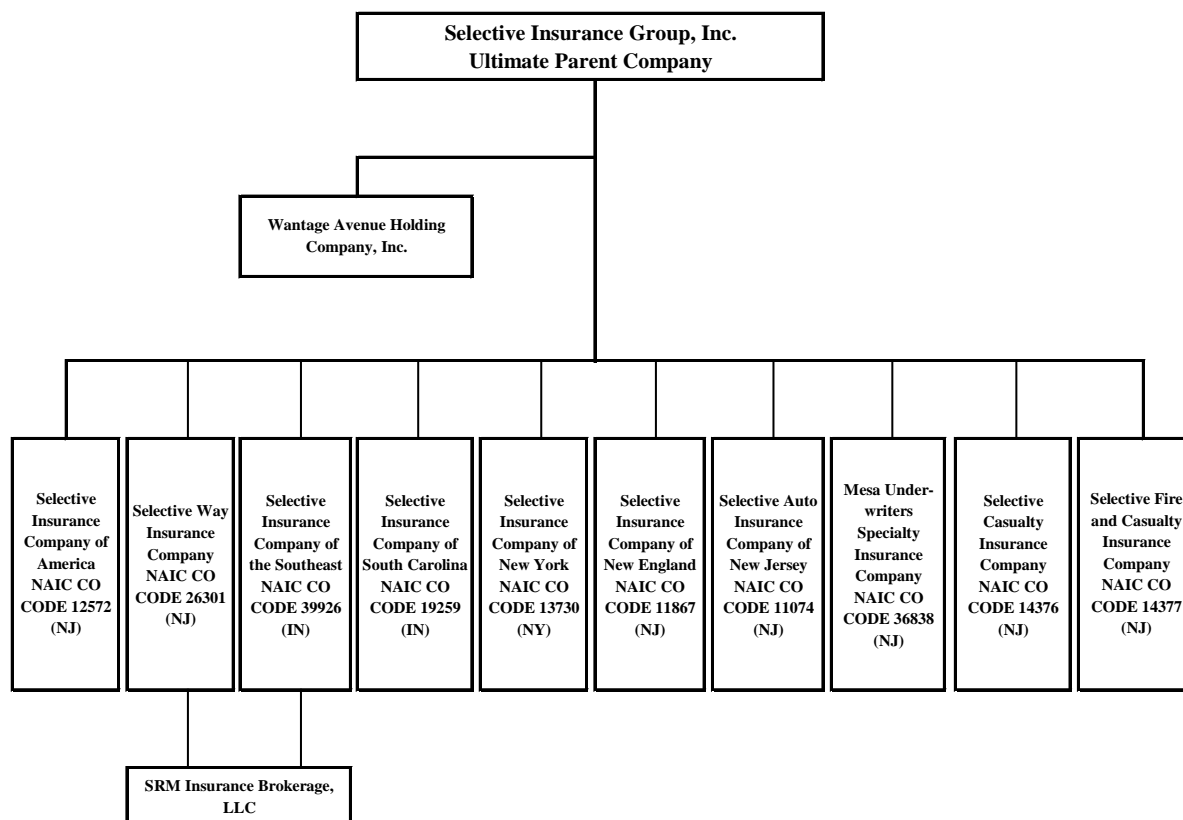 Selective Insurance Group, Inc.
Ultimate Parent Company
Wantage Avenue Holding
Company, Inc.
Selective
Insurance
Company of
America
NAIC CO
CODE 12572
(NJ)
Selective Way
Insurance
Company
NAIC CO
CODE 26301
(NJ)
Selective
Insurance
Company of
the Southeast
NAIC CO
CODE 39926
(IN)
Selective
Insurance
Company of
South Carolina
NAIC CO
CODE 19259
(IN)
Selective
Insurance
Company of
New York
NAIC CO
CODE 13730
(NY)
Selective
Insurance
Company of
New England
NAIC CO
CODE 11867
(NJ)
Selective Auto
Insurance
Company of
New Jersey
NAIC CO
CODE 11074
(NJ)
Mesa Under-
writers
Specialty
Insurance
Company
NAIC CO
CODE 36838
(NJ)
Selective
Casualty
Insurance
Company
NAIC CO
CODE 14376
(NJ)
Selective Fire
and Casualty
Insurance
Company
NAIC CO
CODE 14377
(NJ)
SRM Insurance Brokerage,
LLC